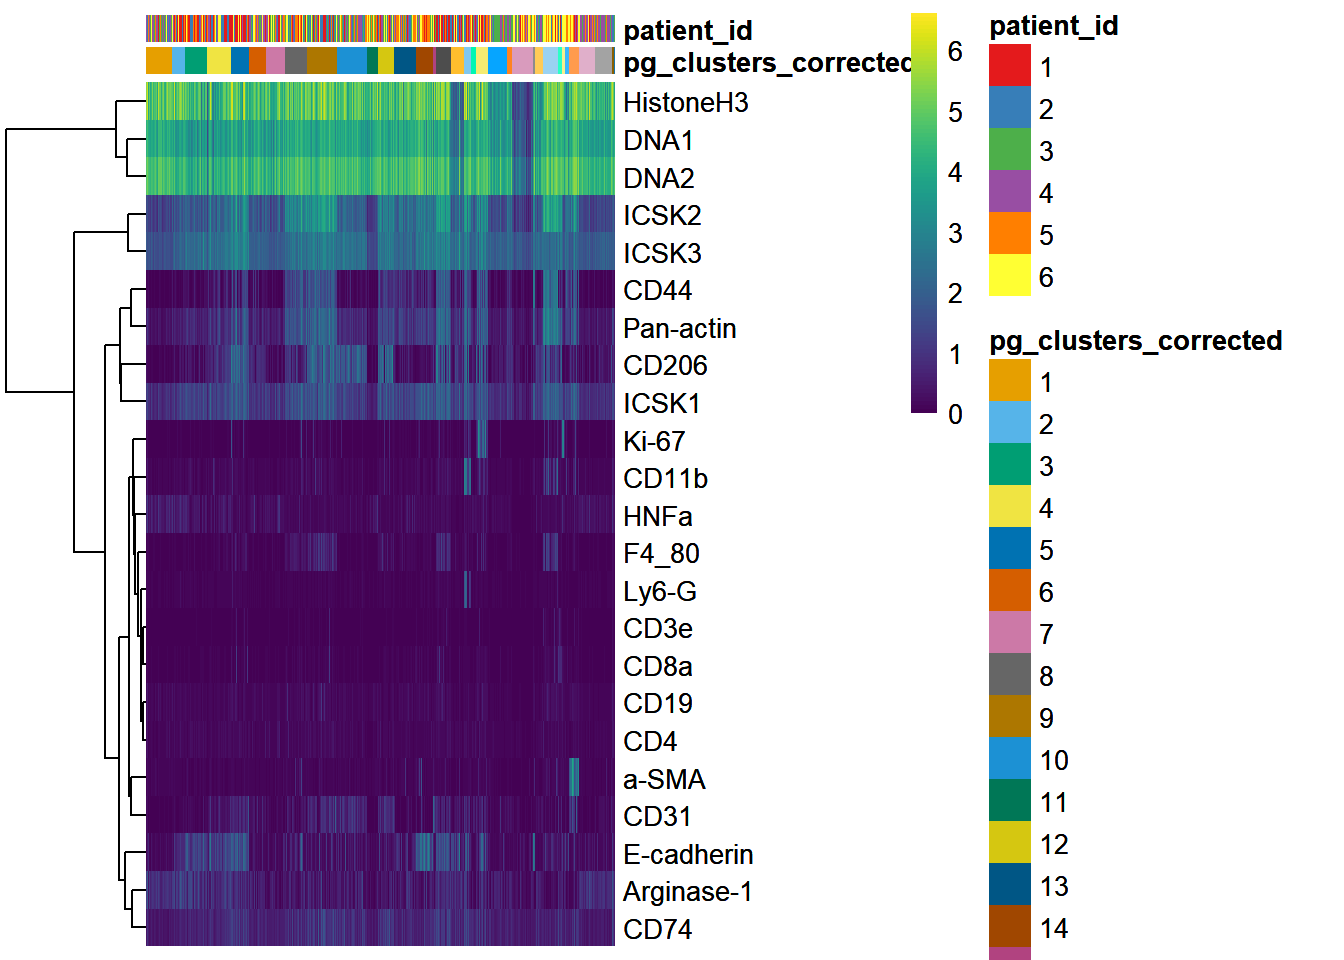 patient_id
pg_clusters_corrected
HistoneH3
DNA1
DNA2
ICSK2
ICSK3
CD44
Pan-actin
CD206
ICSK1
Ki-67
CD11b
HNFa
F4_80
Ly6-G
CD3e
CD8a
CD19
CD4
a-SMA
CD31
E-cadherin
Arginase-1
CD74
6
5
4
3
2
1
0
patient_id
1
2
3
4
5
6
pg_clusters_corrected
1
2
3
4
5
6
7
8
9
10
11
12
13
14